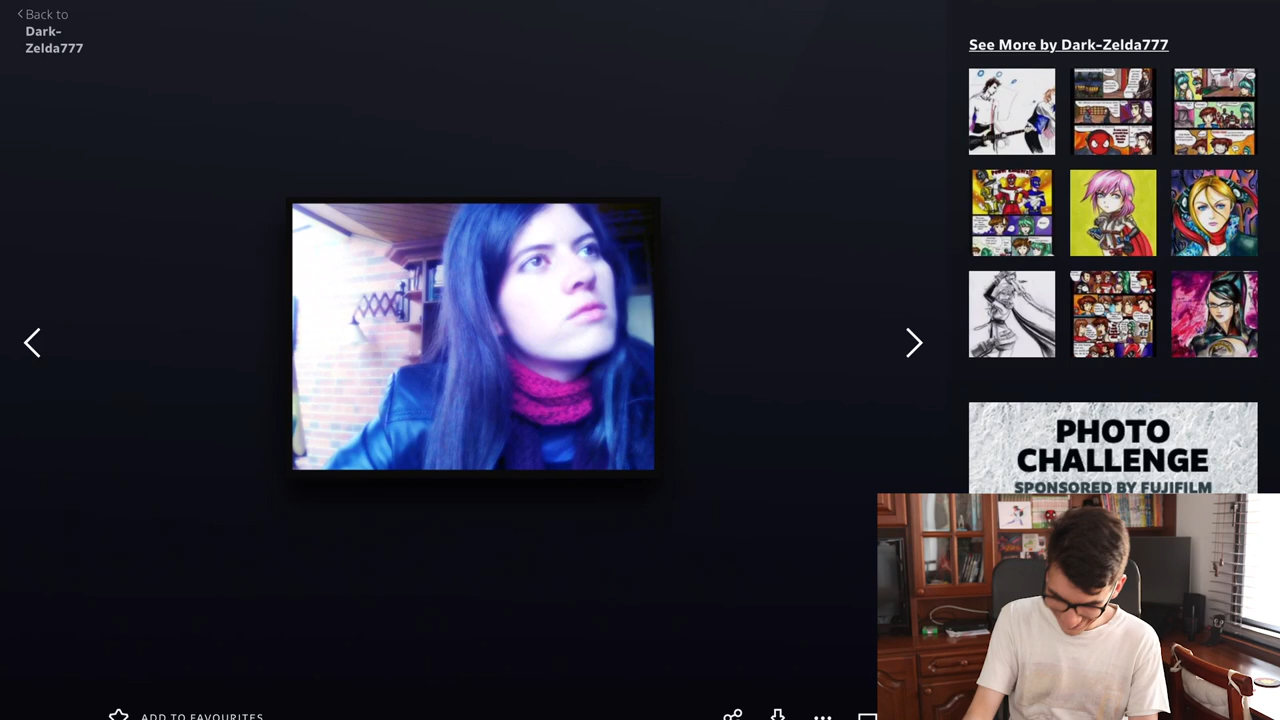 Back to
Dark-
Zelda777
See More by Dark-Zelda777
PHOTO
CHALLENGE
SPONSORED BY FUJIFILM
ADD TO FAVOURITES